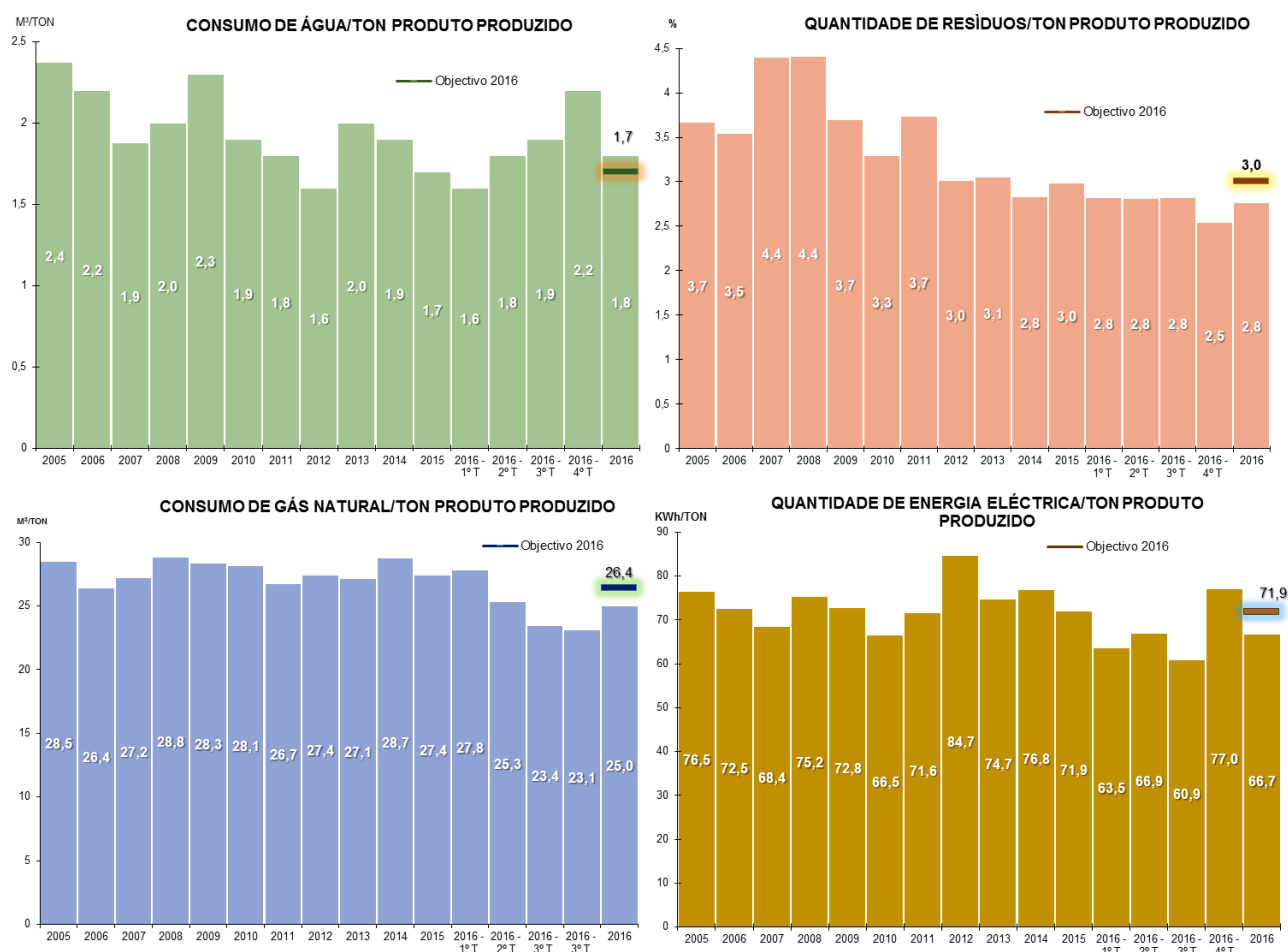 CONSUMO DE ÁGUA/TON PRODUTO PRODUZIDO
M³/TON
Objectivo 2016
2,5
2
1,5
1
0,5
0
1,7
2,4 2,2 1,9 2,0 2,3 1,9 1,8 1,6 2,0 1,9 1,7 1,6 1,8 1,9 2,2 1,8
2005 2006 2007 2008 2009 2010 2011 2012 2013 2014 2015 2016 - 2016 - 2016 - 2016 - 2016
1º T 2º T 3º T 4º T
QUANTIDADE DE RESÌDUOS/TON PRODUTO PRODUZIDO
%
Objectivo 2016
4,5
4
3,5
3
2,5
2
1,5
1
0,5
0
3,0
3,7 3,5 4,4 4,4 3,7 3,3 3,7 3,0 3,1 2,8 3,0 2,8 2,8 2,8 2,5 2,8
2005 2006 2007 2008 2009 2010 2011 2012 2013 2014 2015 2016 - 2016 - 2016 - 2016 - 2016
1º T 2º T 3º T 4º T
CONSUMO DE GÁS NATURAL/TON PRODUTO PRODUZIDO
M³/TON
Objectivo 2016
30
25
20
15
10
5
0
26,4
28,5 26,4 27,2 28,8 28,3 28,1 26,7 27,4 27,1 28,7 27,4 27,8 25,3 23,4 23,1 25,0
2005 2006 2007 2008 2009 2010 2011 2012 2013 2014 2015 2016 - 2016 - 2016 - 2016 - 2016
1º T 2º T 3º T 3º T
QUANTIDADE DE ENERGIA ELÉCTRICA/TON PRODUTO
PRODUZIDO
KWh/TON
Objectivo 2016
90
80
70
60
50
40
30
20
10
0
71,9
76,5 72,5 68,4 75,2 72,8 66,5 71,6 84,7 74,7 76,8 71,9 63,5 66,9 60,9 77,0 66,7
2005 2006 2007 2008 2009 2010 2011 2012 2013 2014 2015 2016 - 2016 - 2016 - 2016 - 2016
1º T 2º T 3º T 4º T